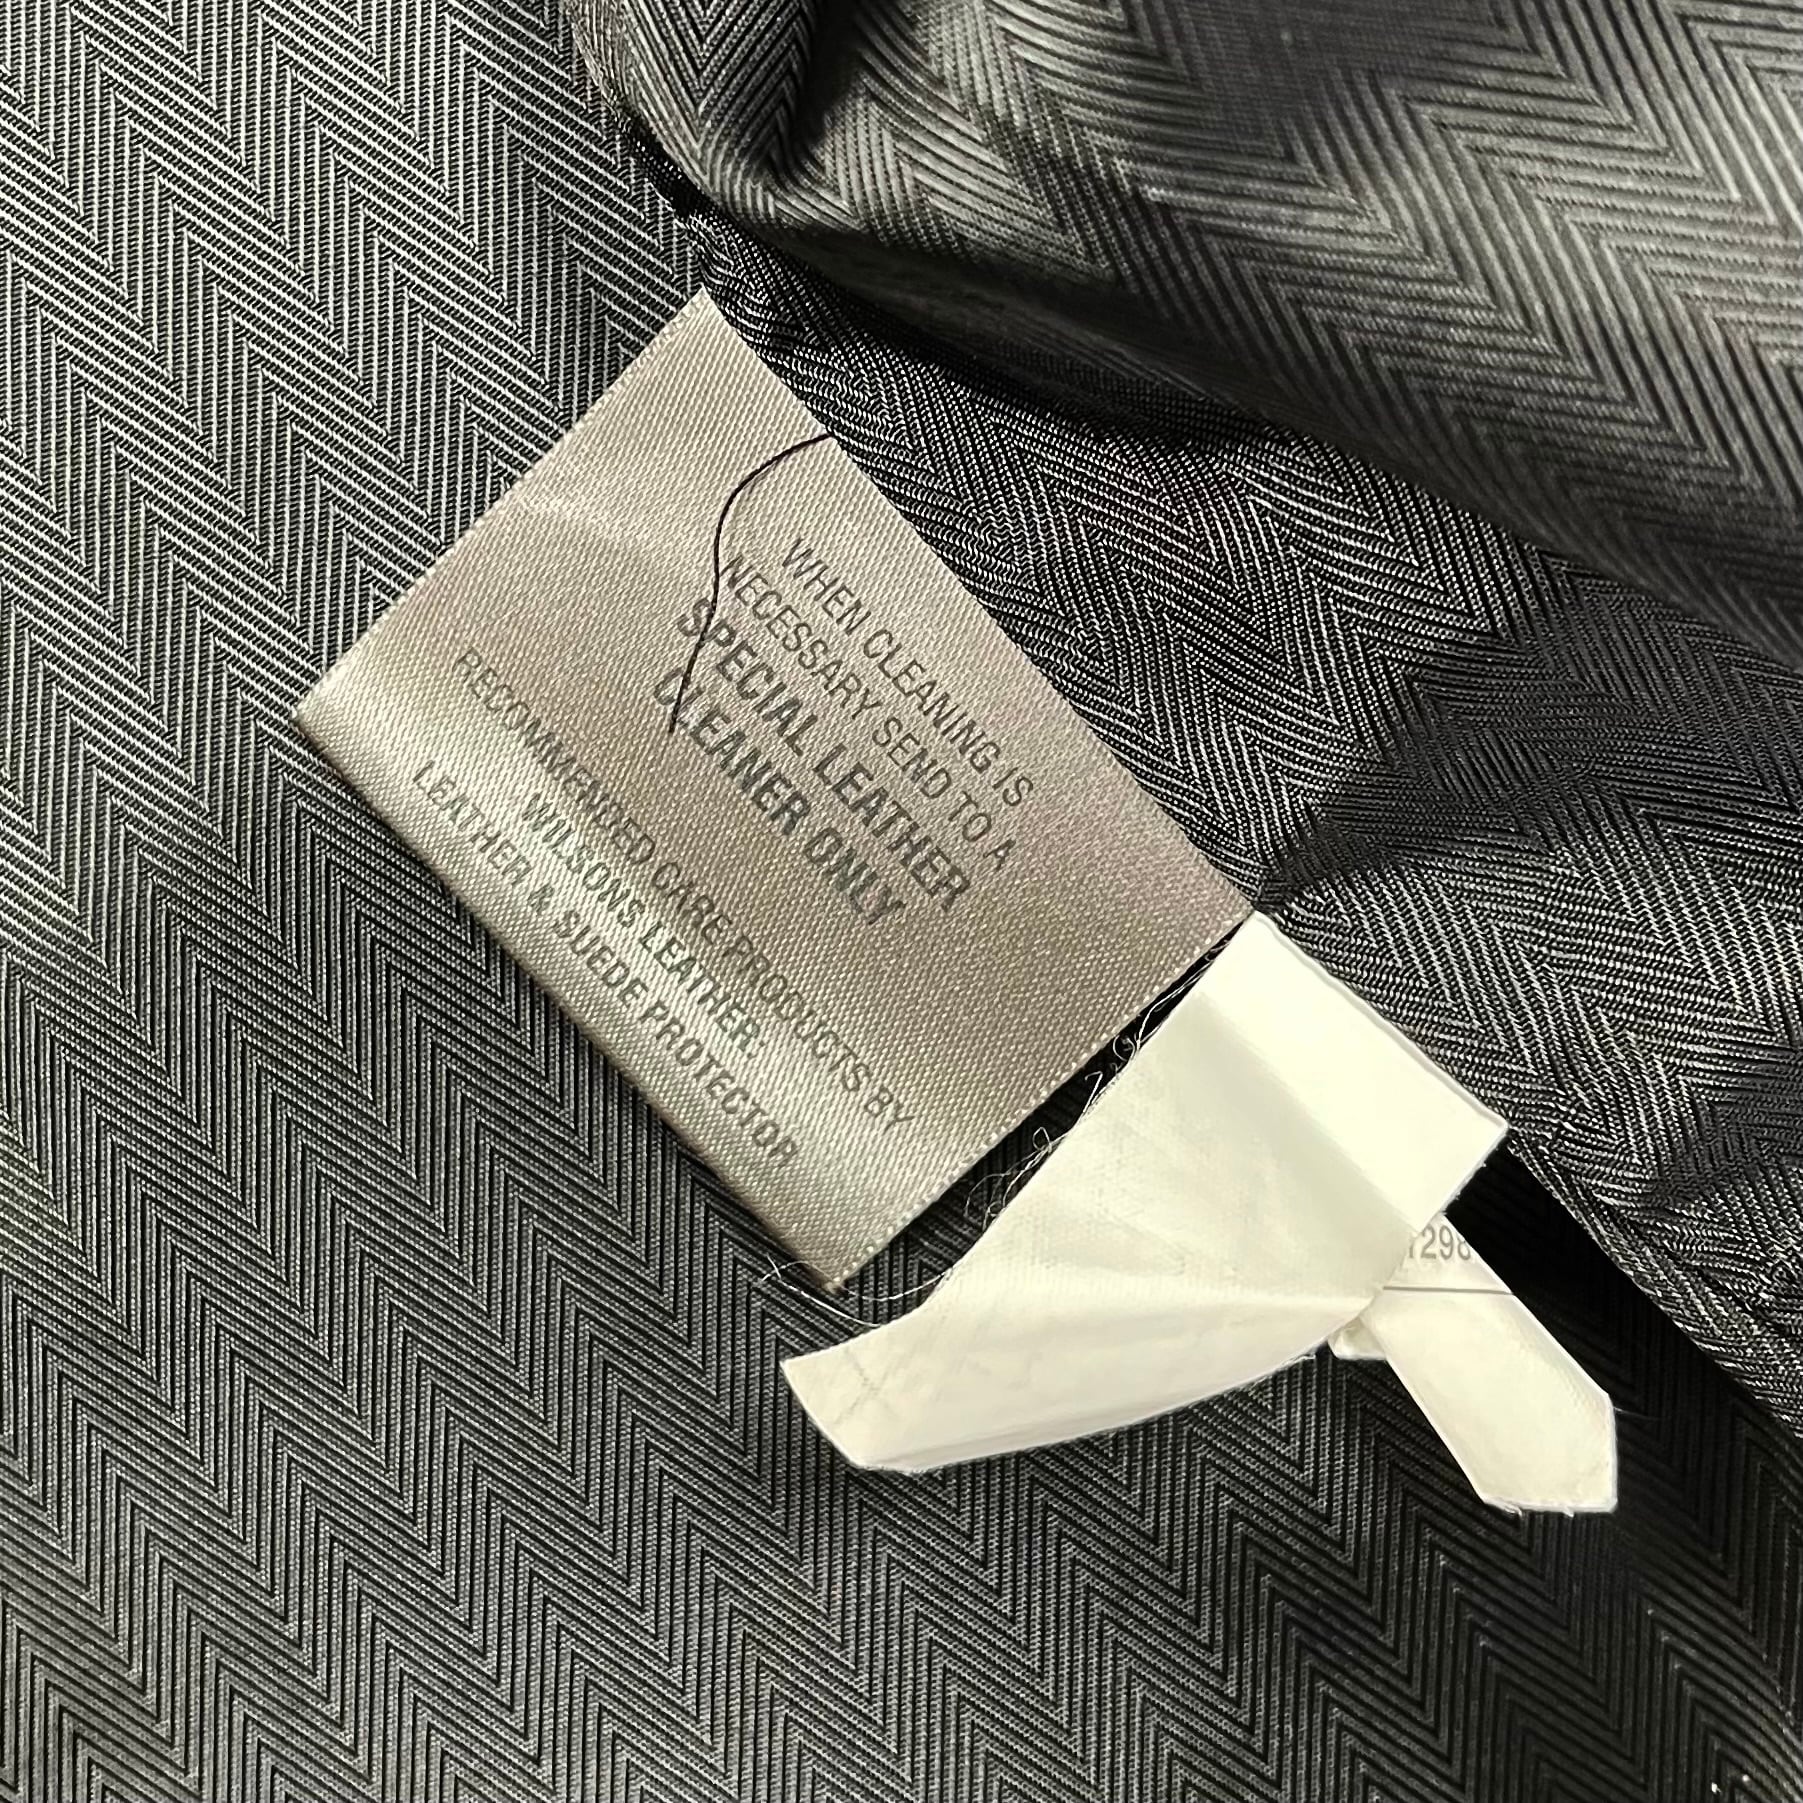 WHEN CLEANING IS
NECESSARY SEND TO A
SPECIAL LEATHER
CLEANER ONLY
RECOMMENDED CARE PRODUCTS BY
WILSONS LEATHER:
LEATHER & SUEDE PROTECTOR